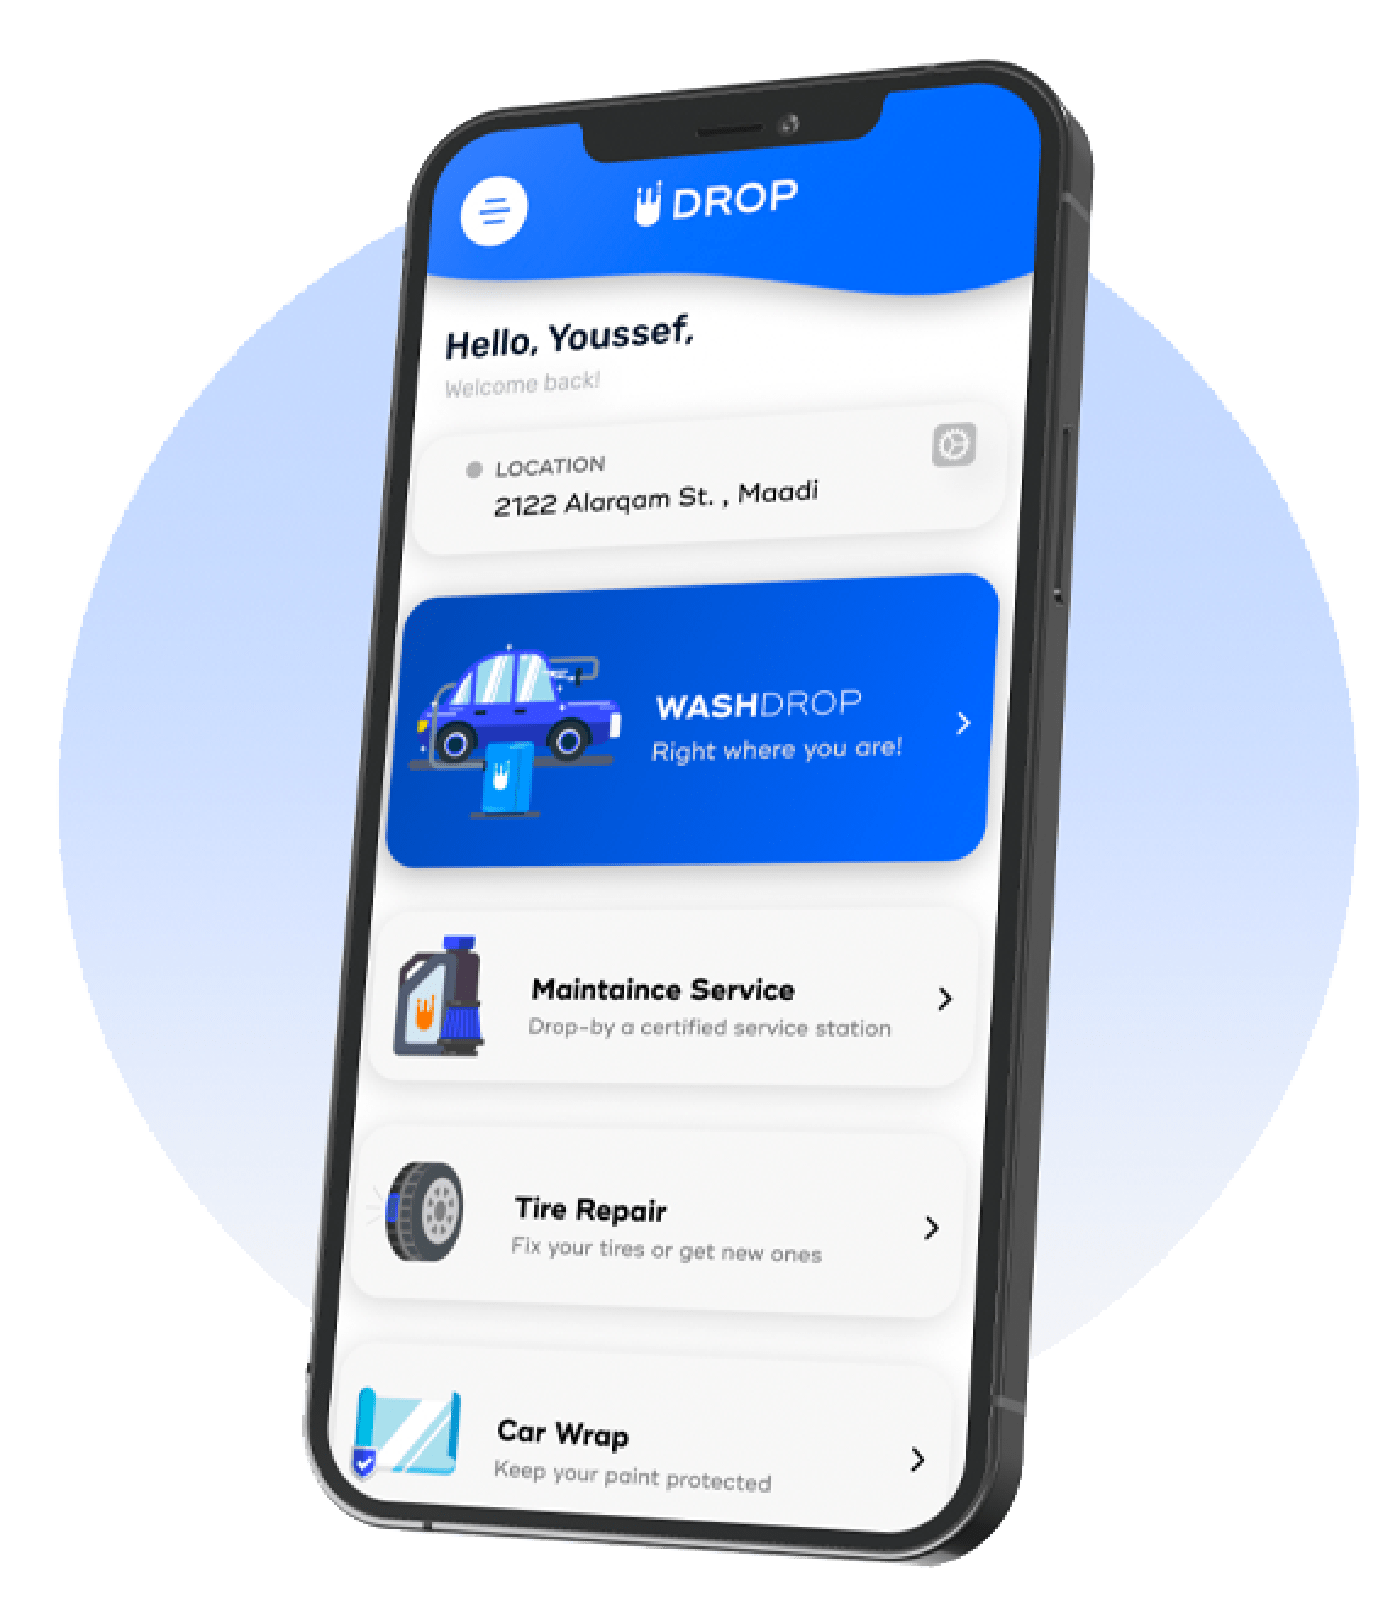 DROP
Hello, Youssef,
Welcome back!
LOCATION
2122 Alarqam St. , Maadi
WASHDROP
Right where you are!
Maintaince Service
Drop-by a certified service station
Tire Repair
Fix your tires or get new ones
Car Wrap
Keep your paint protected